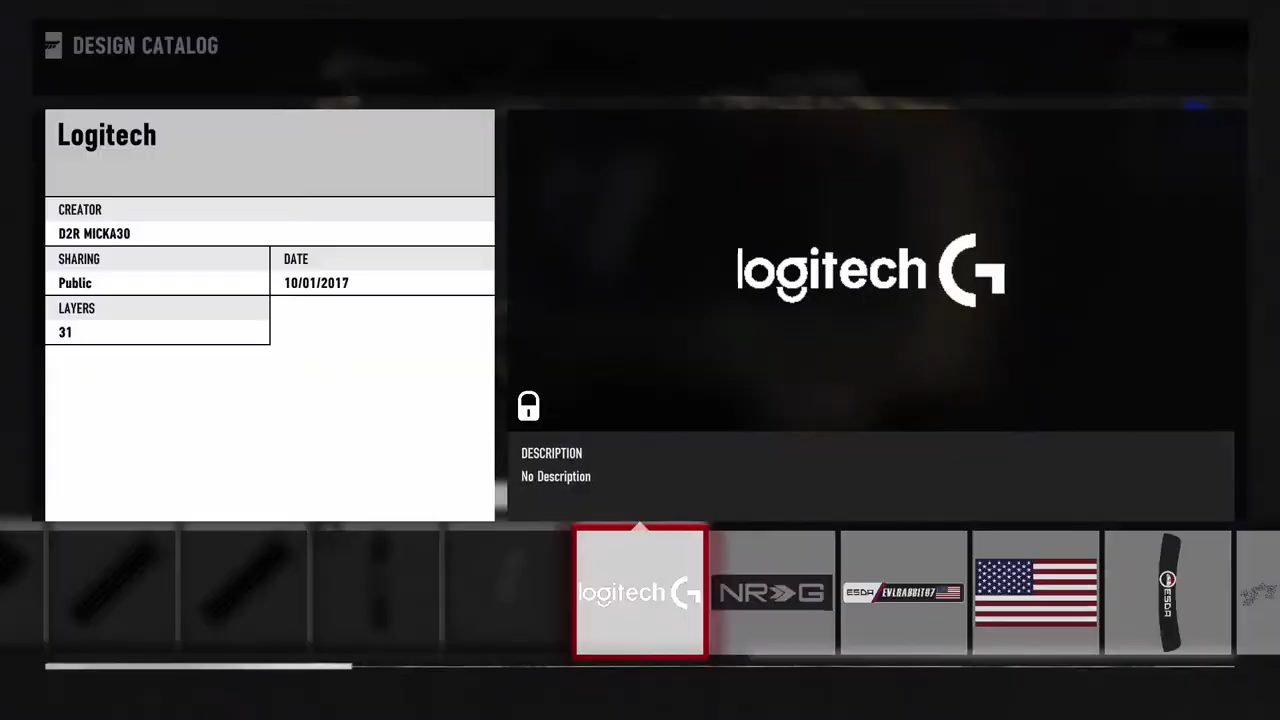 DESIGN CATALOG
Logitech
CREATOR
D2R MICKA30
SHARING
DATE
Public
10/01/2017
LAYERS
31
logitech G
DESCRIPTION
No Description
logitech G
NRG
ESDA EVLRABBIT67
ESDA